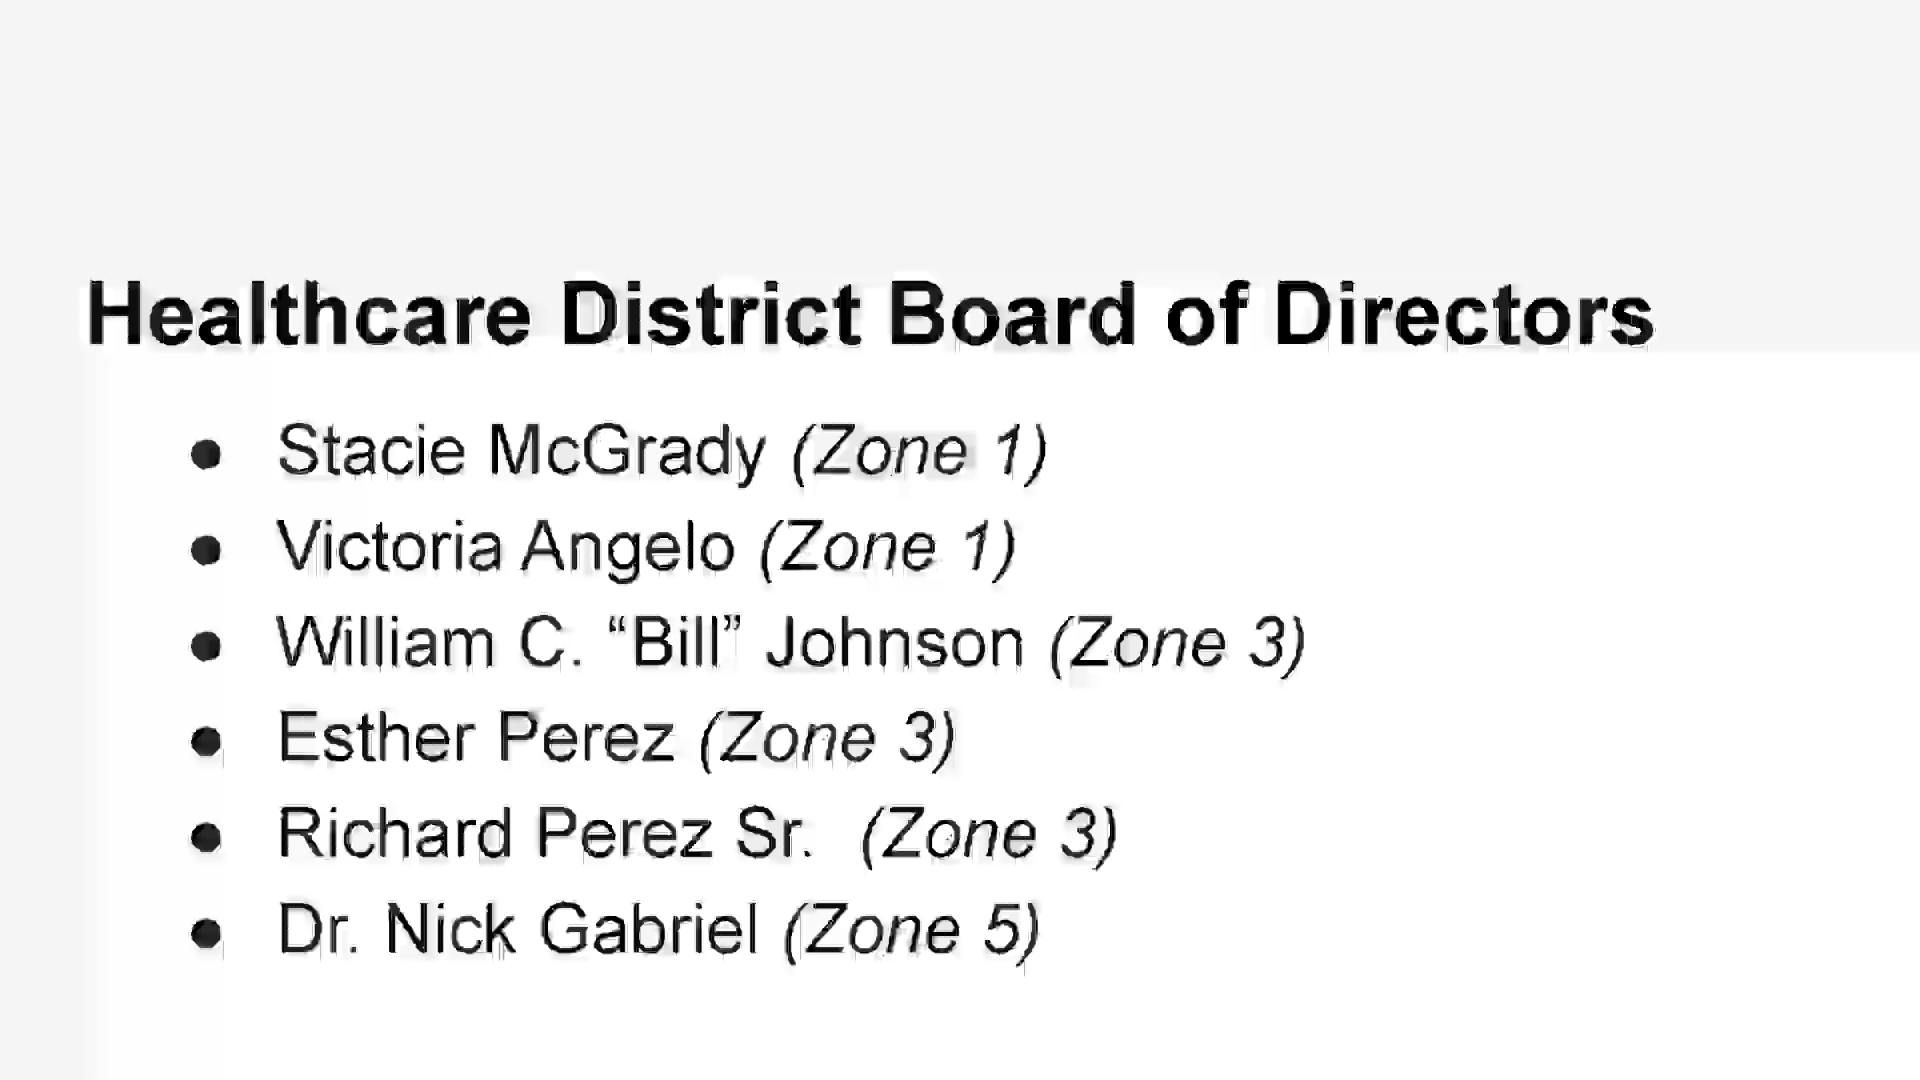 Healthcare District Board of Directors
● Stacie McGrady (Zone 1)
● Victoria Angelo (Zone 1)
● William C. “Bill” Johnson (Zone 3)
● Esther Perez (Zone 3)
● Richard Perez Sr.  (Zone 3)
● Dr. Nick Gabriel (Zone 5)